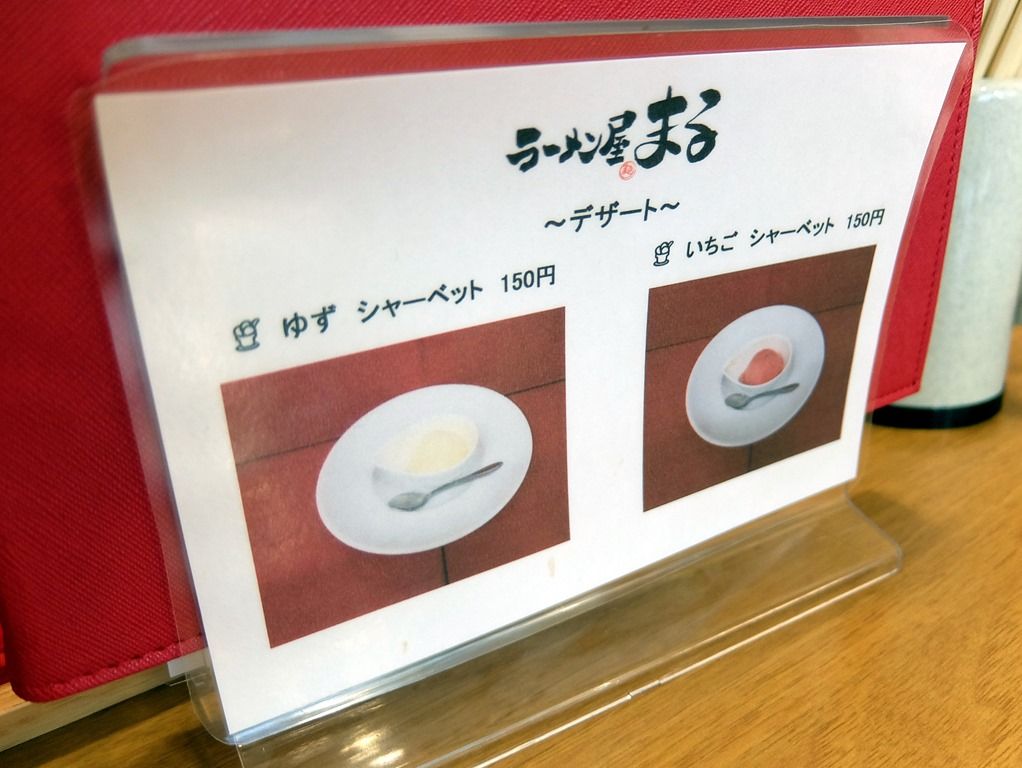 ラーメン屋まる
～デザート～
ゆず シャーベット 150円
いちご シャーベット 150円